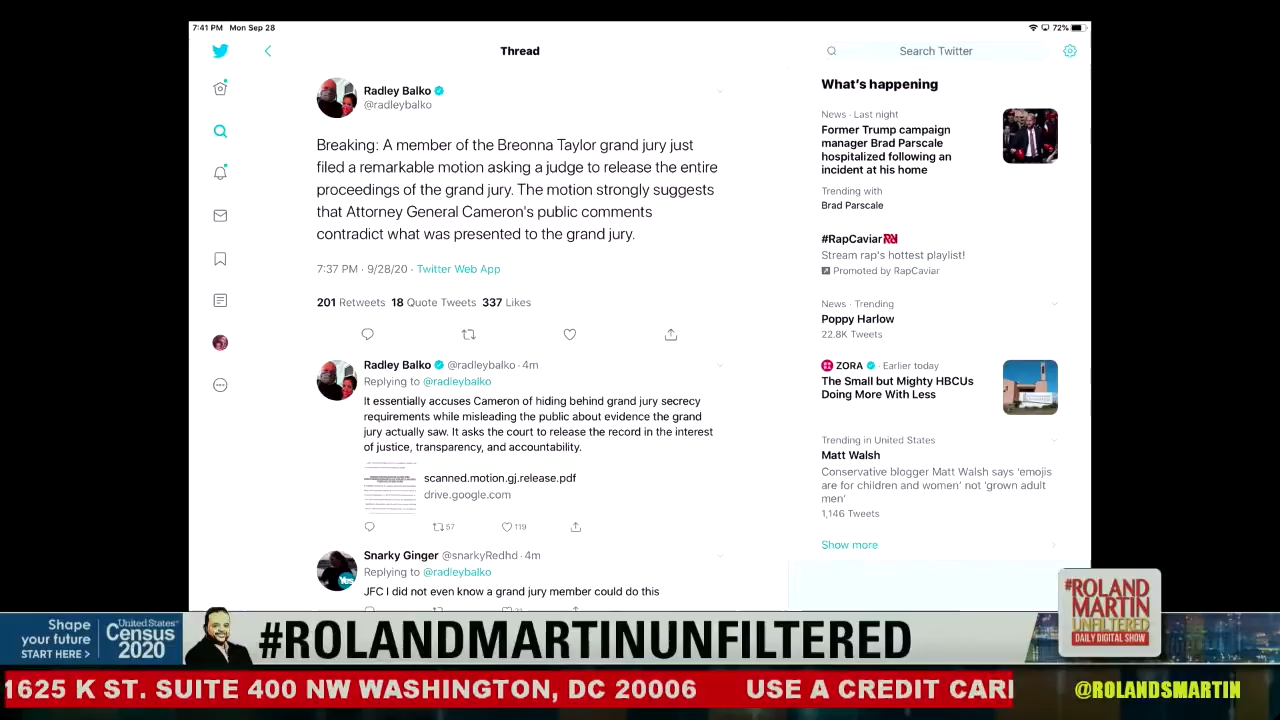 7:41 PM Mon Sep 28
72%
Thread
Search Twitter
Radley Balko
@radleybalko
Breaking: A member of the Breonna Taylor grand jury just
filed a remarkable motion asking a judge to release the entire
proceedings of the grand jury. The motion strongly suggests
that Attorney General Cameron's public comments
contradict what was presented to the grand jury.
7:37 PM · 9/28/20 · Twitter Web App
201 Retweets 18 Quote Tweets 337 Likes
Radley Balko @radleybalko · 4m
Replying to @radleybalko
It essentially accuses Cameron of hiding behind grand jury secrecy
requirements while misleading the public about evidence the grand
jury actually saw. It asks the court to release the record in the interest
of justice, transparency, and accountability.
scanned.motion.gj.release.pdf
drive.google.com
57
119
Snarky Ginger @snarkyRedhd · 4m
Replying to @radleybalko
Yes
JFC I did not even know a grand jury member could do this
What's happening
News · Last night
Former Trump campaign
manager Brad Parscale
hospitalized following an
incident at his home
Trending with
Brad Parscale
#RapCaviar
Stream rap's hottest playlist!
Promoted by RapCaviar
News · Trending
Poppy Harlow
22.8K Tweets
ZORA · Earlier today
The Small but Mighty HBCUs
Doing More With Less
Trending in United States
Matt Walsh
Conservative blogger Matt Walsh says 'emojis
are for children and women' not 'grown adult
men'
1,146 Tweets
Show more
#ROLAND
MARTIN
UNFILTERED
DAILY DIGITAL SHOW
Shape
your future
START HERE >
United States
Census
2020
#ROLANDMARTINUNFILTERED
1625 K ST. SUITE 400 NW WASHINGTON, DC 20006 USE A CREDIT CARI
@ROLANDSMARTIN